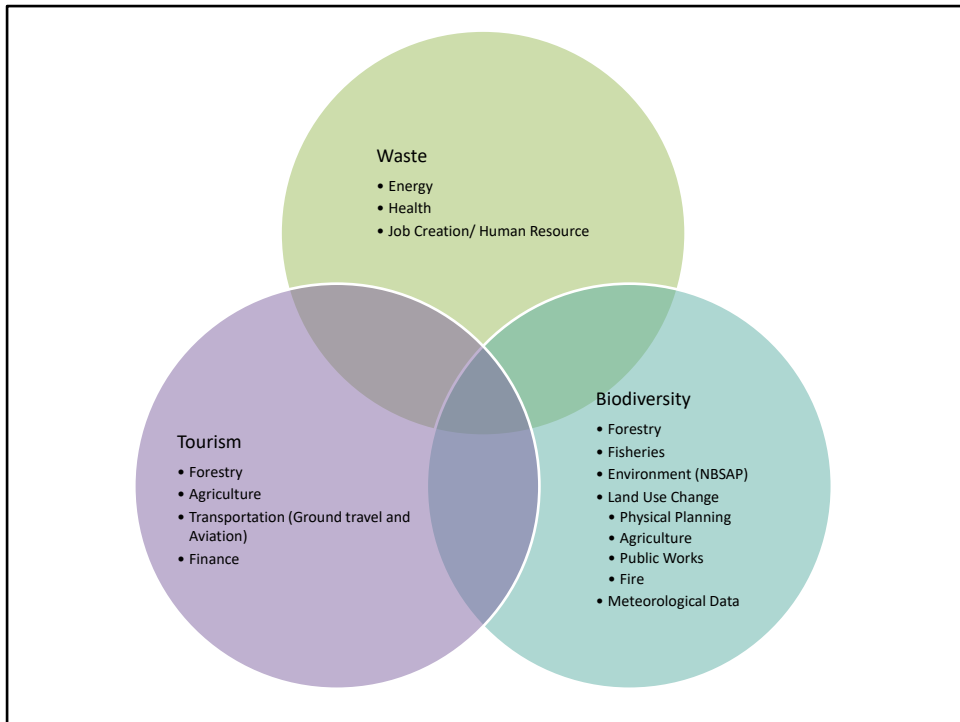 Waste
• Energy
• Health
• Job Creation/ Human Resource
Tourism
• Forestry
• Agriculture
• Transportation (Ground travel and
Aviation)
• Finance
Biodiversity
• Forestry
• Fisheries
• Environment (NBSAP)
• Land Use Change
• Physical Planning
• Agriculture
• Public Works
• Fire
• Meteorological Data